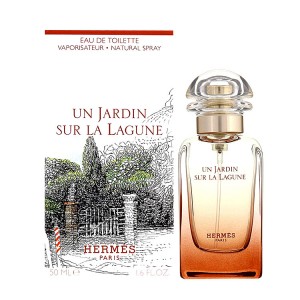 EAU DE TOILETTE
VAPORISATEUR • NATURAL SPRAY
UN JARDIN
SUR LA LAGUNE
HERMÈS
PARIS
50 ML e 1.6 FL.OZ.
UN JARDIN
SUR LA LAGUNE
HERMÈS
PARIS